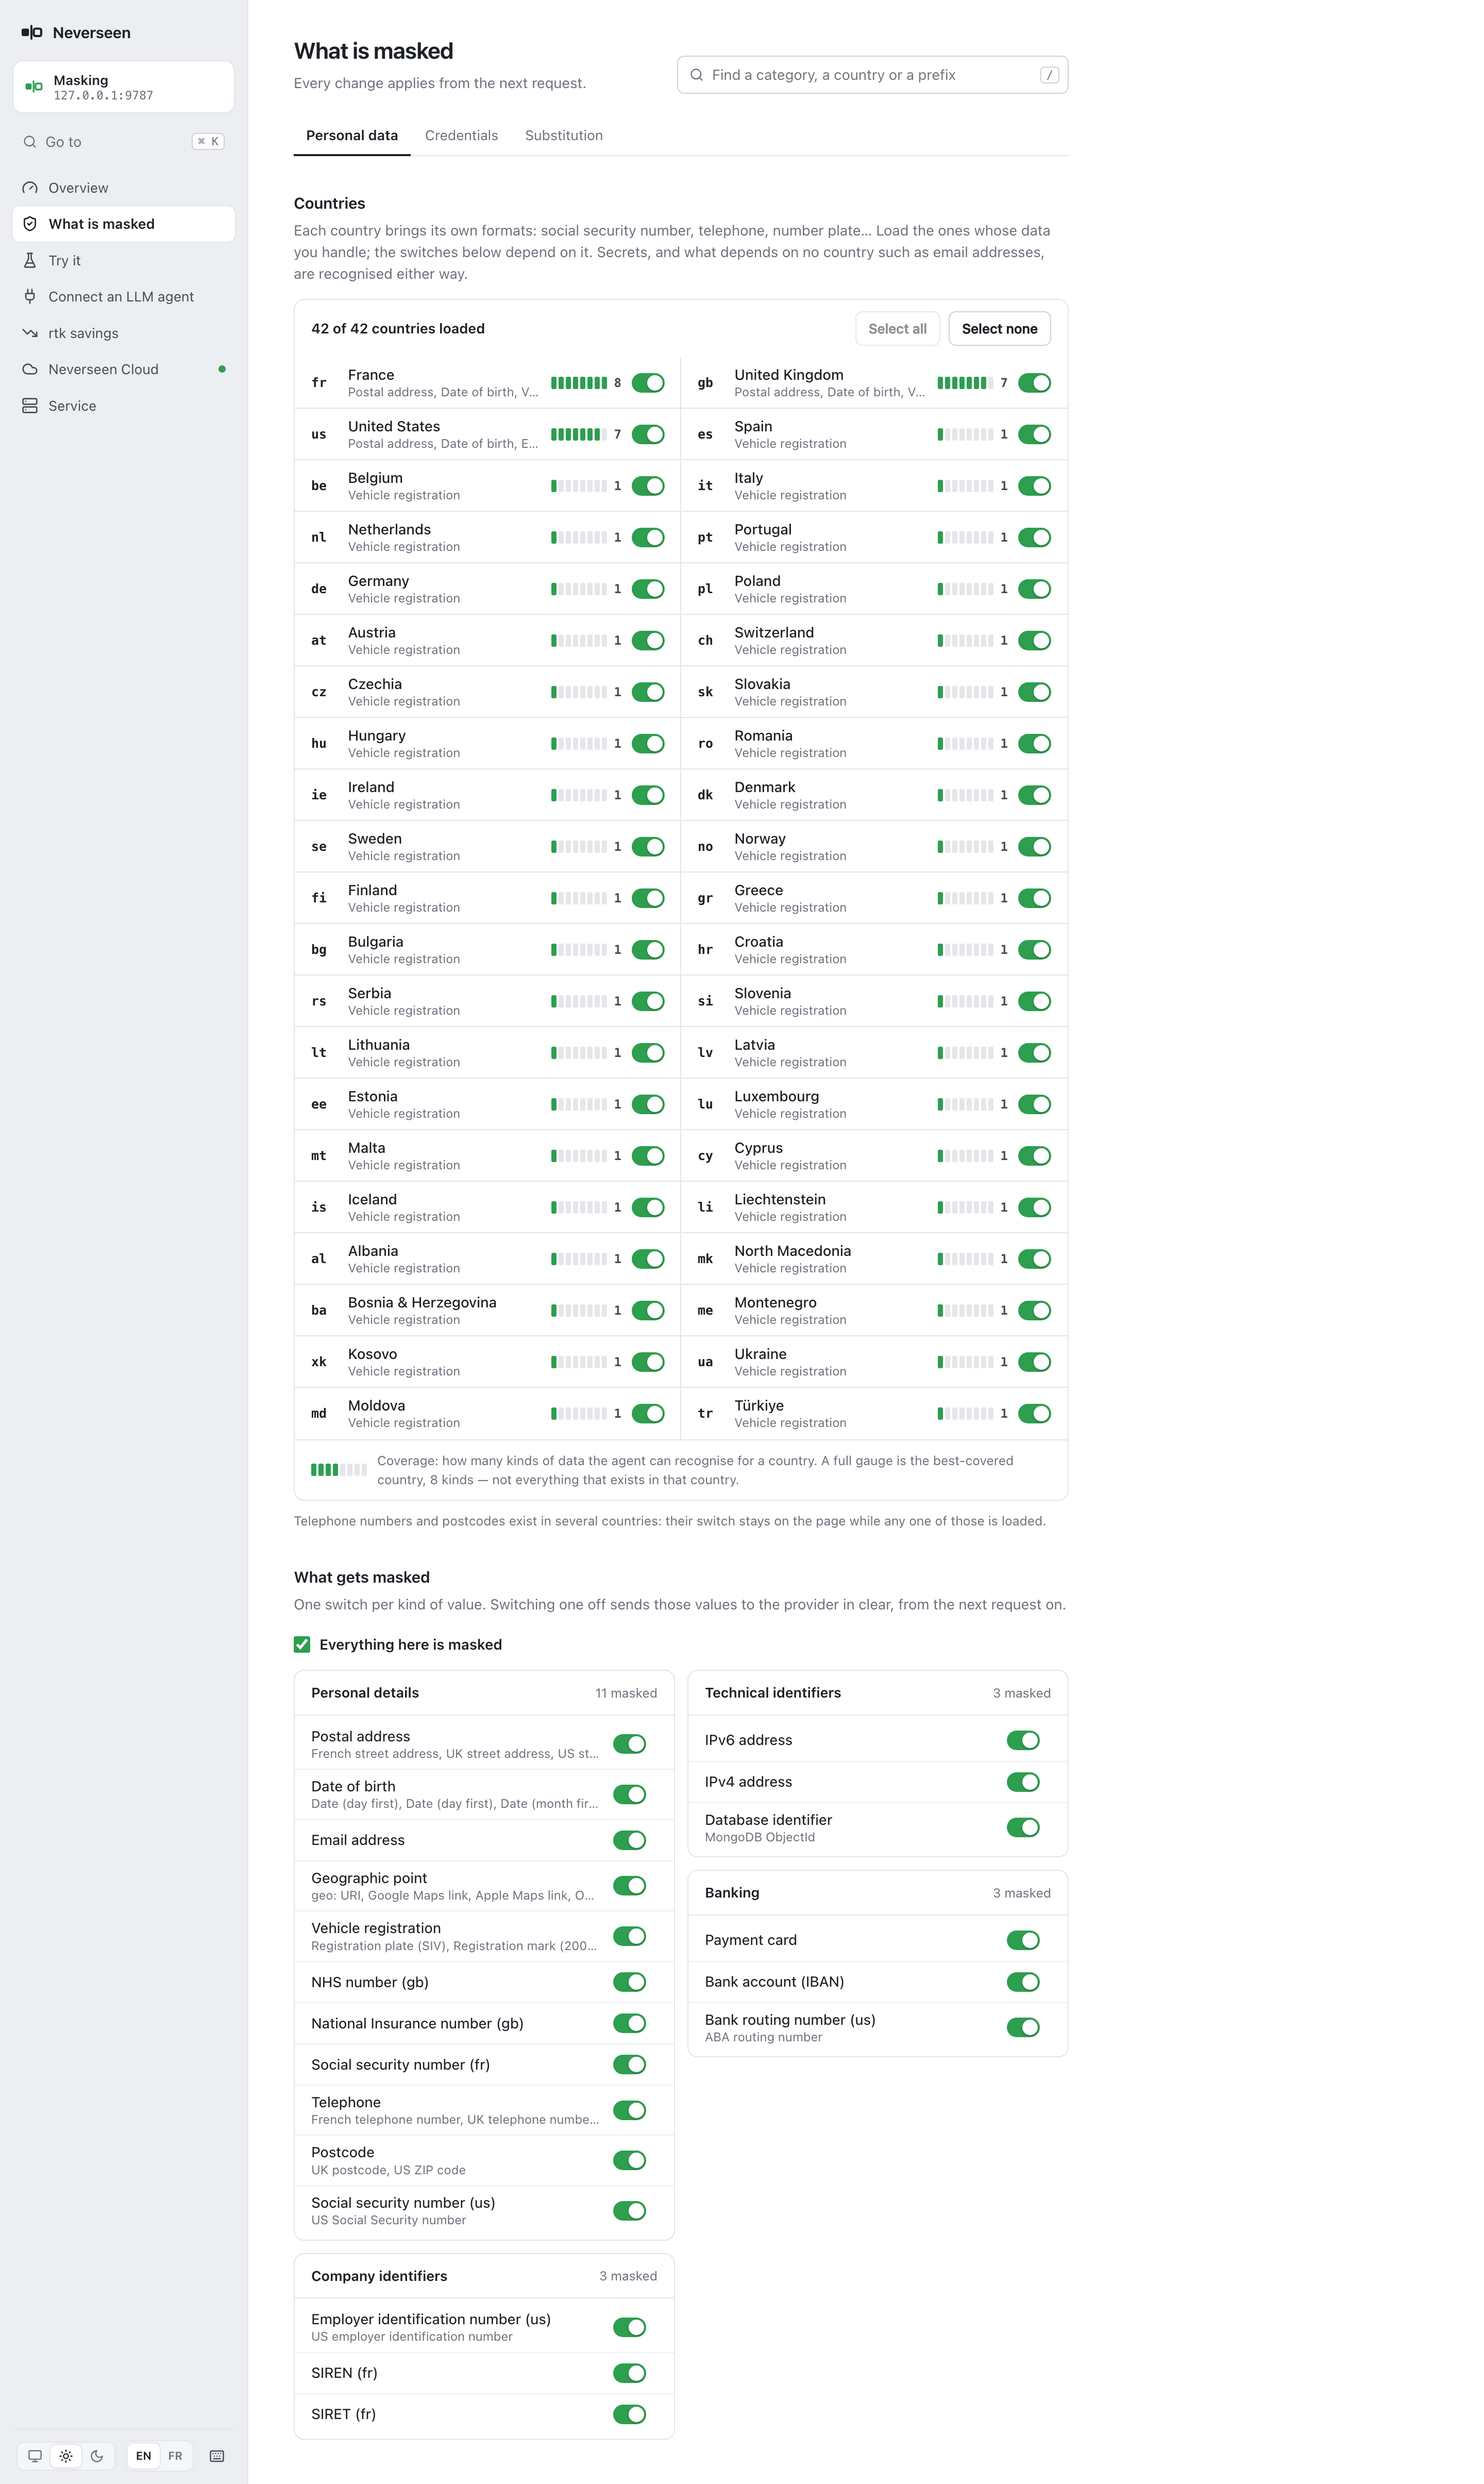 Neverseen
Masking
127.0.0.1:9787
Go to
⌘ K
Overview
What is masked
Try it
Connect an LLM agent
rtk savings
Neverseen Cloud
Service
EN
FR
What is masked
Every change applies from the next request.
Find a category, a country or a prefix
/
Personal data
Credentials
Substitution
Countries
Each country brings its own formats: social security number, telephone, number plate… Load the ones whose data
you handle; the switches below depend on it. Secrets, and what depends on no country such as email addresses,
are recognised either way.
42 of 42 countries loaded
Select all
Select none
fr France 8
Postal address, Date of birth, V…
gb United Kingdom 7
Postal address, Date of birth, V…
us United States 7
Postal address, Date of birth, E…
es Spain 1
Vehicle registration
be Belgium 1
Vehicle registration
it Italy 1
Vehicle registration
nl Netherlands 1
Vehicle registration
pt Portugal 1
Vehicle registration
de Germany 1
Vehicle registration
pl Poland 1
Vehicle registration
at Austria 1
Vehicle registration
ch Switzerland 1
Vehicle registration
cz Czechia 1
Vehicle registration
sk Slovakia 1
Vehicle registration
hu Hungary 1
Vehicle registration
ro Romania 1
Vehicle registration
ie Ireland 1
Vehicle registration
dk Denmark 1
Vehicle registration
se Sweden 1
Vehicle registration
no Norway 1
Vehicle registration
fi Finland 1
Vehicle registration
gr Greece 1
Vehicle registration
bg Bulgaria 1
Vehicle registration
hr Croatia 1
Vehicle registration
rs Serbia 1
Vehicle registration
si Slovenia 1
Vehicle registration
lt Lithuania 1
Vehicle registration
lv Latvia 1
Vehicle registration
ee Estonia 1
Vehicle registration
lu Luxembourg 1
Vehicle registration
mt Malta 1
Vehicle registration
cy Cyprus 1
Vehicle registration
is Iceland 1
Vehicle registration
li Liechtenstein 1
Vehicle registration
al Albania 1
Vehicle registration
mk North Macedonia 1
Vehicle registration
ba Bosnia & Herzegovina 1
Vehicle registration
me Montenegro 1
Vehicle registration
xk Kosovo 1
Vehicle registration
ua Ukraine 1
Vehicle registration
md Moldova 1
Vehicle registration
tr Türkiye 1
Vehicle registration
Coverage: how many kinds of data the agent can recognise for a country. A full gauge is the best-covered
country, 8 kinds — not everything that exists in that country.
Telephone numbers and postcodes exist in several countries: their switch stays on the page while any one of those is loaded.
What gets masked
One switch per kind of value. Switching one off sends those values to the provider in clear, from the next request on.
Everything here is masked
Personal details 11 masked
Postal address
French street address, UK street address, US st…
Date of birth
Date (day first), Date (day first), Date (month fir…
Email address
Geographic point
geo: URI, Google Maps link, Apple Maps link, O…
Vehicle registration
Registration plate (SIV), Registration mark (200…
NHS number (gb)
National Insurance number (gb)
Social security number (fr)
Telephone
French telephone number, UK telephone numbe…
Postcode
UK postcode, US ZIP code
Social security number (us)
US Social Security number
Company identifiers 3 masked
Employer identification number (us)
US employer identification number
SIREN (fr)
SIRET (fr)
Technical identifiers 3 masked
IPv6 address
IPv4 address
Database identifier
MongoDB ObjectId
Banking 3 masked
Payment card
Bank account (IBAN)
Bank routing number (us)
ABA routing number